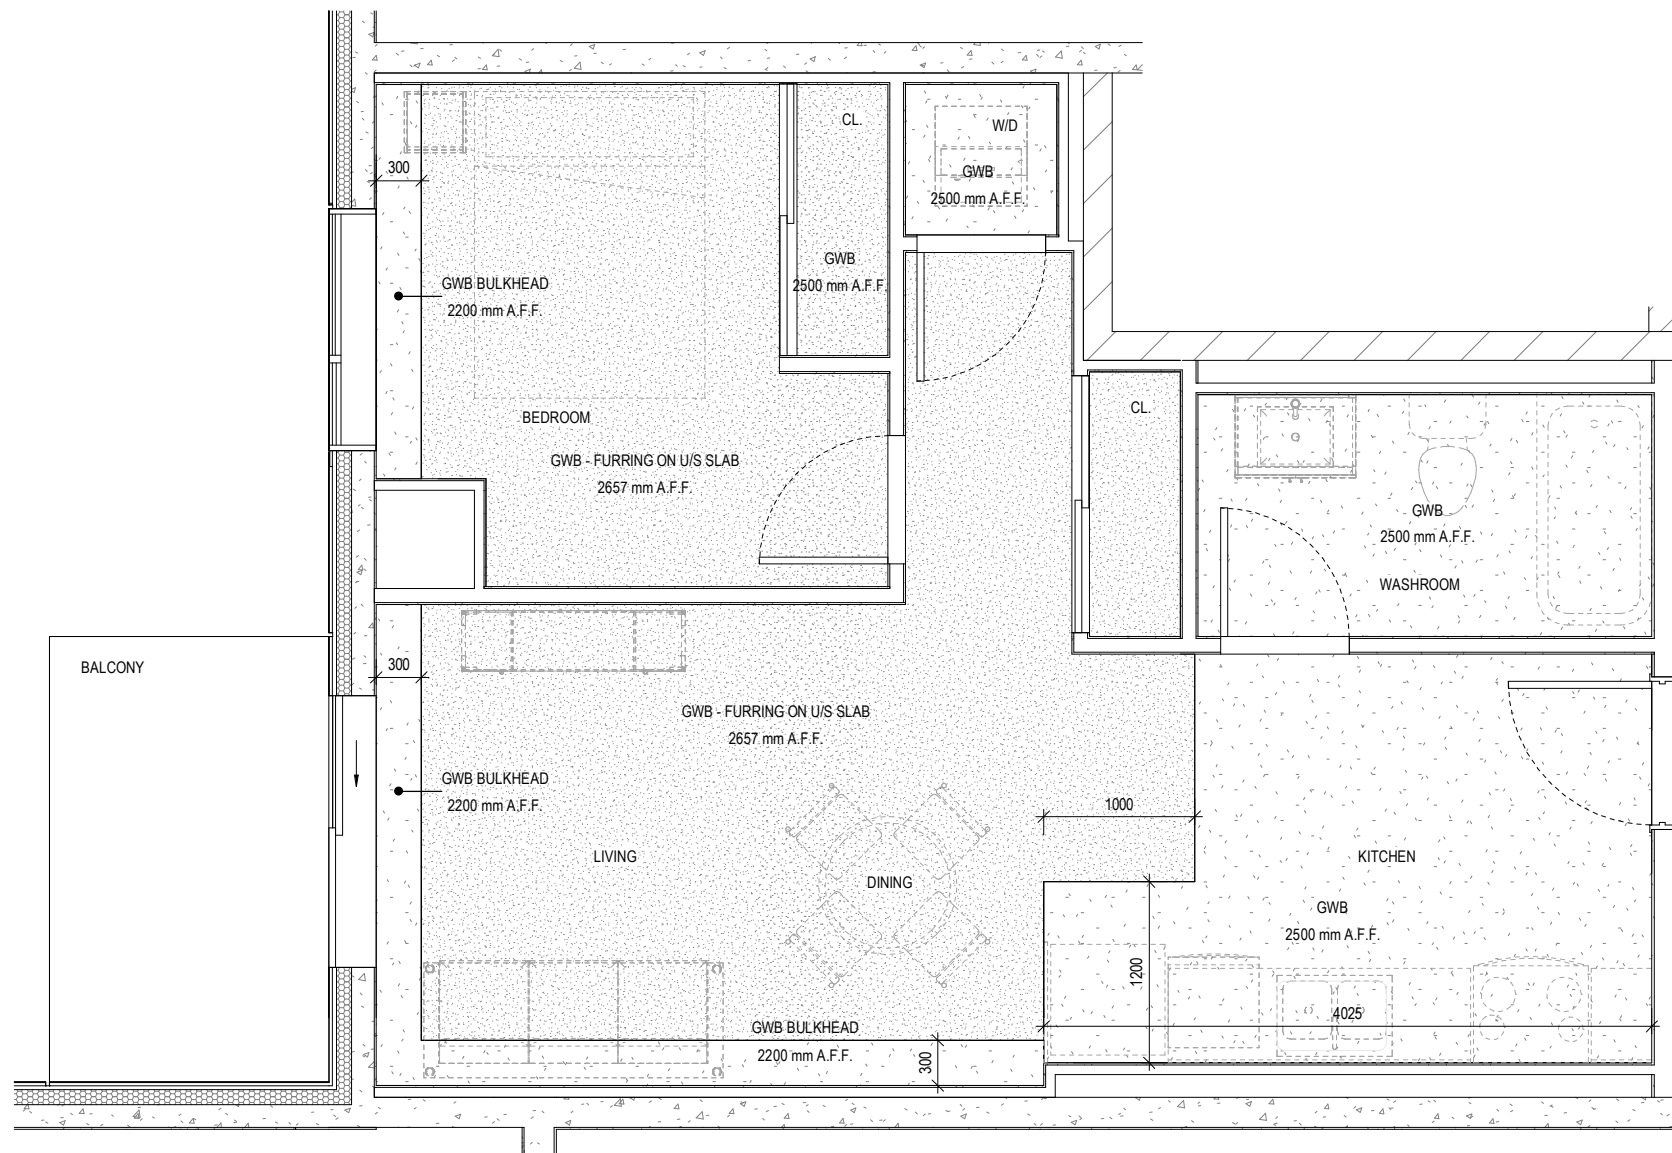 CL.
W/D
GWB
2500 mm A.F.F.
300
GWB
2500 mm A.F.F.
GWB BULKHEAD
2200 mm A.F.F.
BEDROOM
GWB - FURRING ON U/S SLAB
2657 mm A.F.F.
CL.
GWB
2500 mm A.F.F.
WASHROOM
BALCONY
300
GWB - FURRING ON U/S SLAB
2657 mm A.F.F.
GWB BULKHEAD
2200 mm A.F.F.
1000
LIVING
DINING
KITCHEN
GWB
2500 mm A.F.F.
1200
4025
GWB BULKHEAD
2200 mm A.F.F.
300